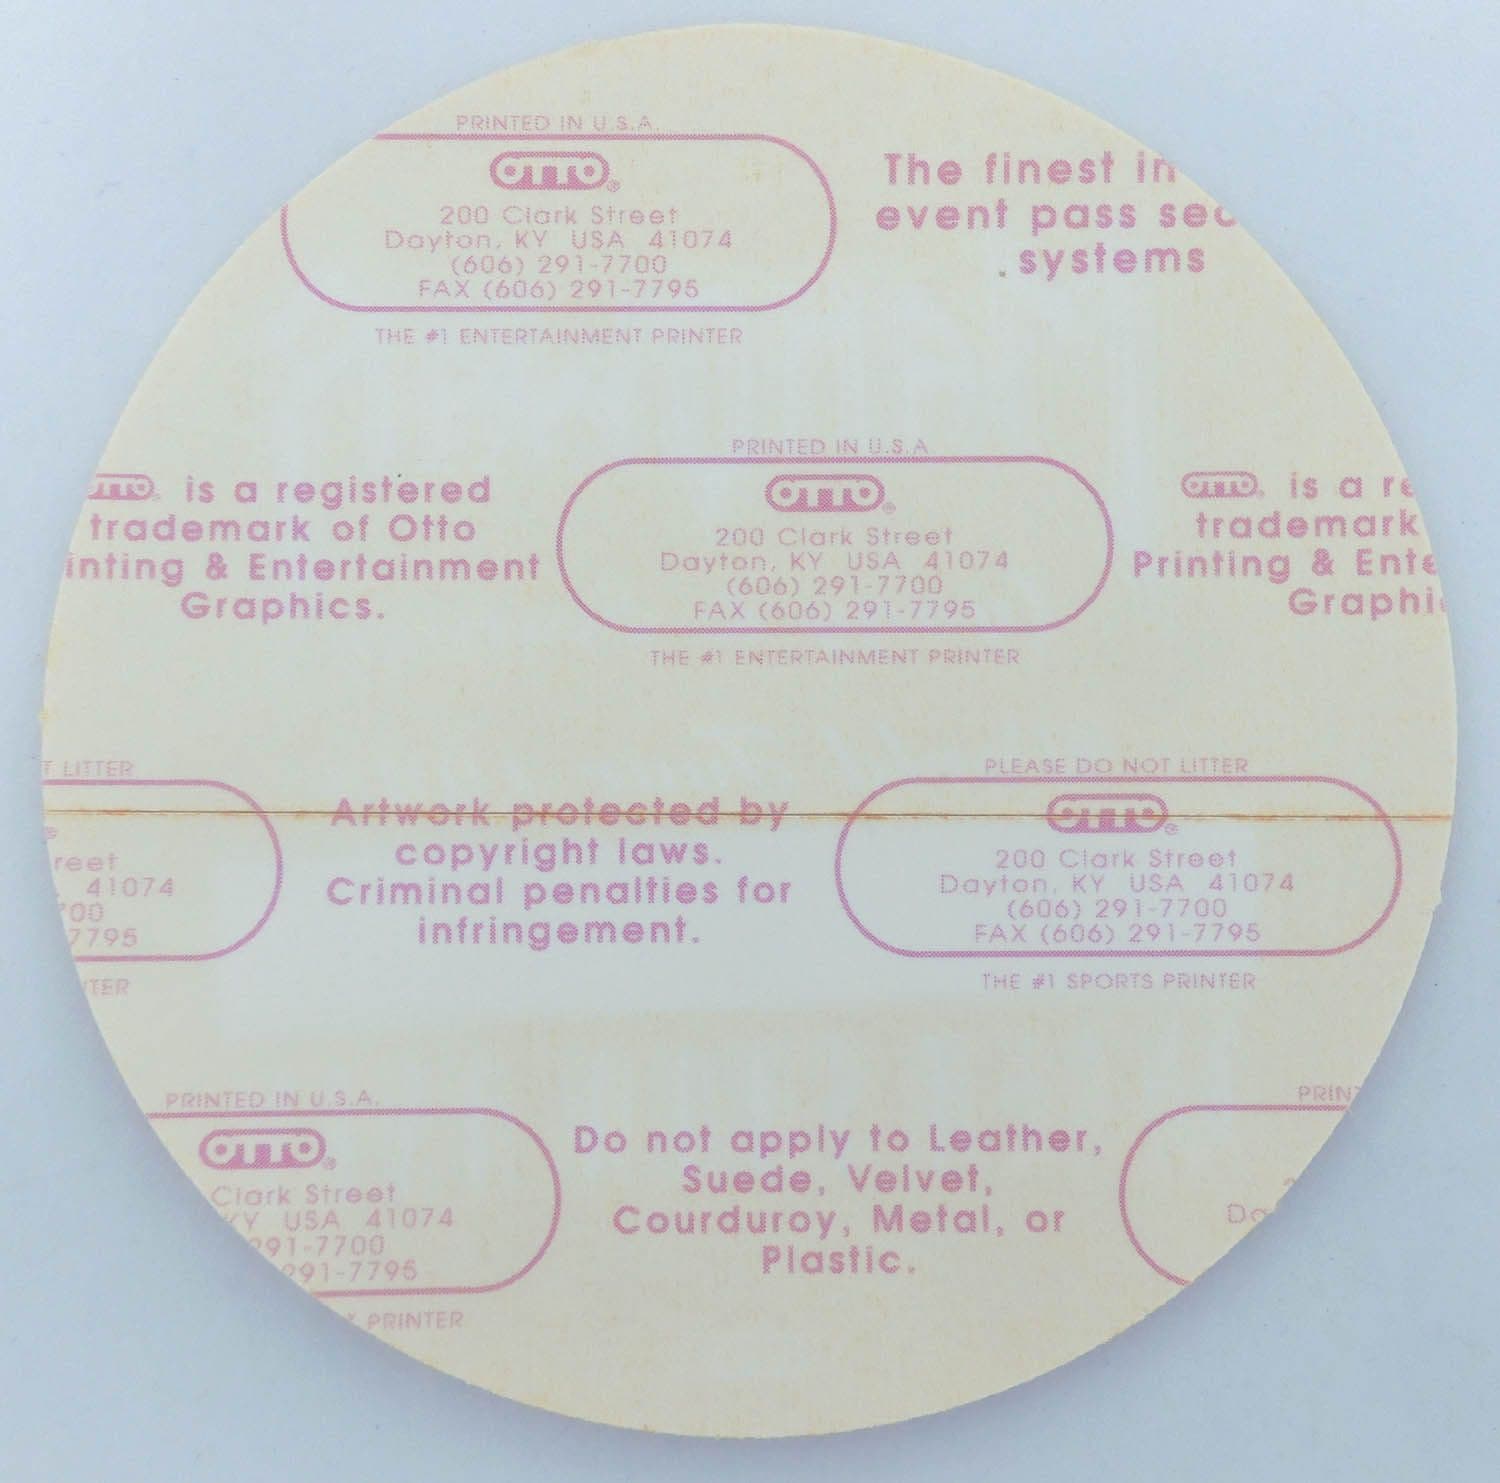 PRINTED IN U.S.A.
OTTO®
200 Clark Street
Dayton, KY USA 41074
(606) 291-7700
FAX (606) 291-7795
THE #1 ENTERTAINMENT PRINTER
The finest in
event pass sec
systems
OTTO® is a registered
trademark of Otto
inting & Entertainment
Graphics.
PRINTED IN U.S.A
OTTO®
200 Clark Street
Dayton, KY USA 41074
(606) 291-7700
FAX (606) 291-7795
THE #1 ENTERTAINMENT PRINTER
OTTO® is a re
trademark
Printing & Ente
Graphi
T LITTER
®
reet
41074
700
7795
TER
Artwork protected by
copyright laws.
Criminal penalties for
infringement.
PLEASE DO NOT LITTER
OTTO®
200 Clark Street
Dayton, KY USA 41074
(606) 291-7700
FAX (606) 291-7795
THE #1 SPORTS PRINTER
PRINTED IN U.S.A.
OTTO®
Clark Street
KY USA 41074
291-7700
291-7795
PRINTER
Do not apply to Leather,
Suede, Velvet,
Courduroy, Metal, or
Plastic.
PRINT
Da